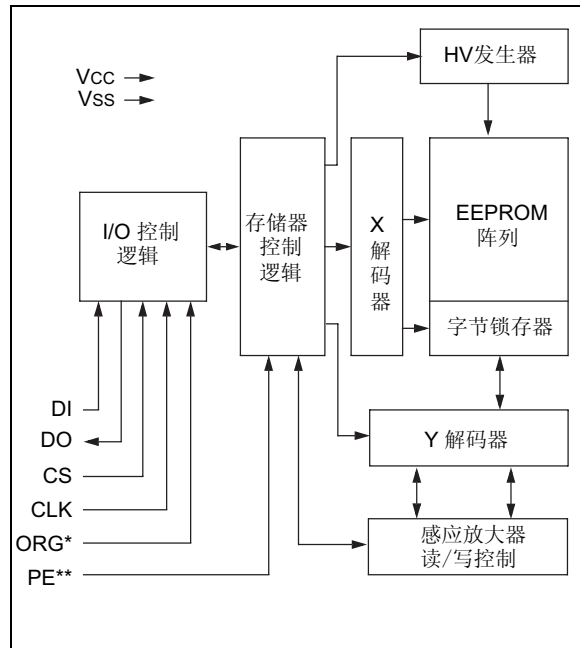 HV发生器
Vcc
Vss
I/O 控制
逻辑
存储器
控制
逻辑
X
解
码
器
EEPROM
阵列
字节锁存器
Y 解码器
感应放大器
读/写控制
DI
DO
CS
CLK
ORG*
PE**